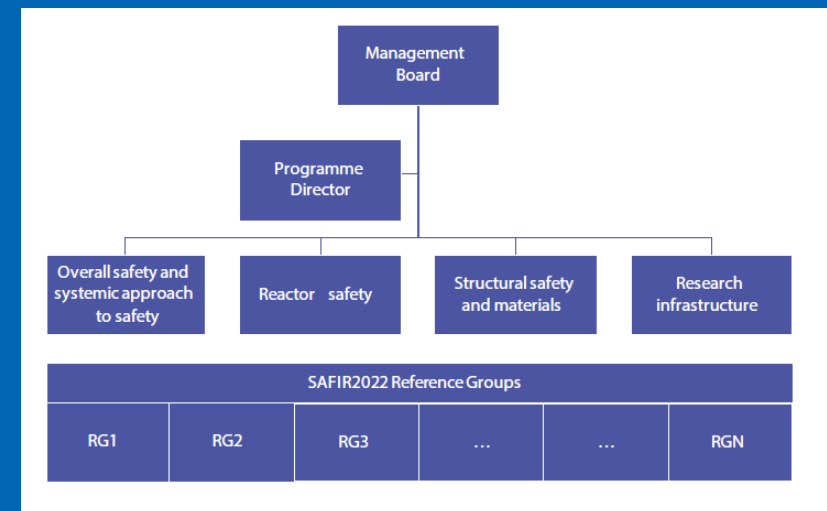 Management
Board
Programme
Director
Overall safety and
systemic approach
to safety
Reactor safety
Structural safety
and materials
Research
infrastructure
SAFIR2022 Reference Groups
RG1
RG2
RG3
...
...
RGN